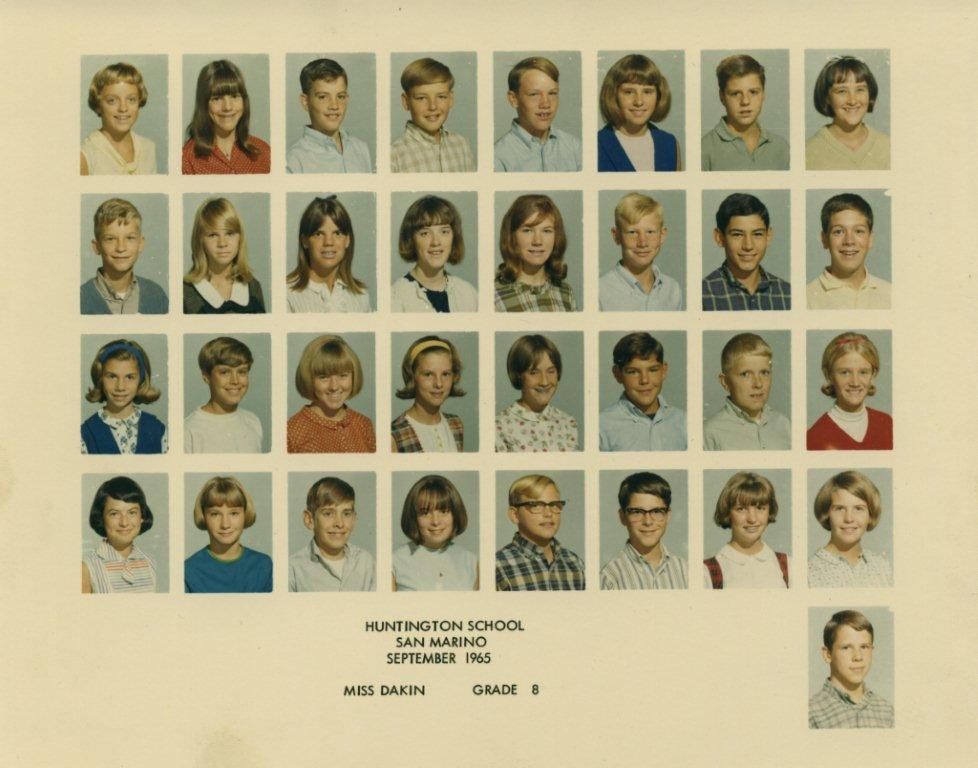 HUNTINGTON SCHOOL
SAN MARINO
SEPTEMBER 1965
MISS DAKIN GRADE 8